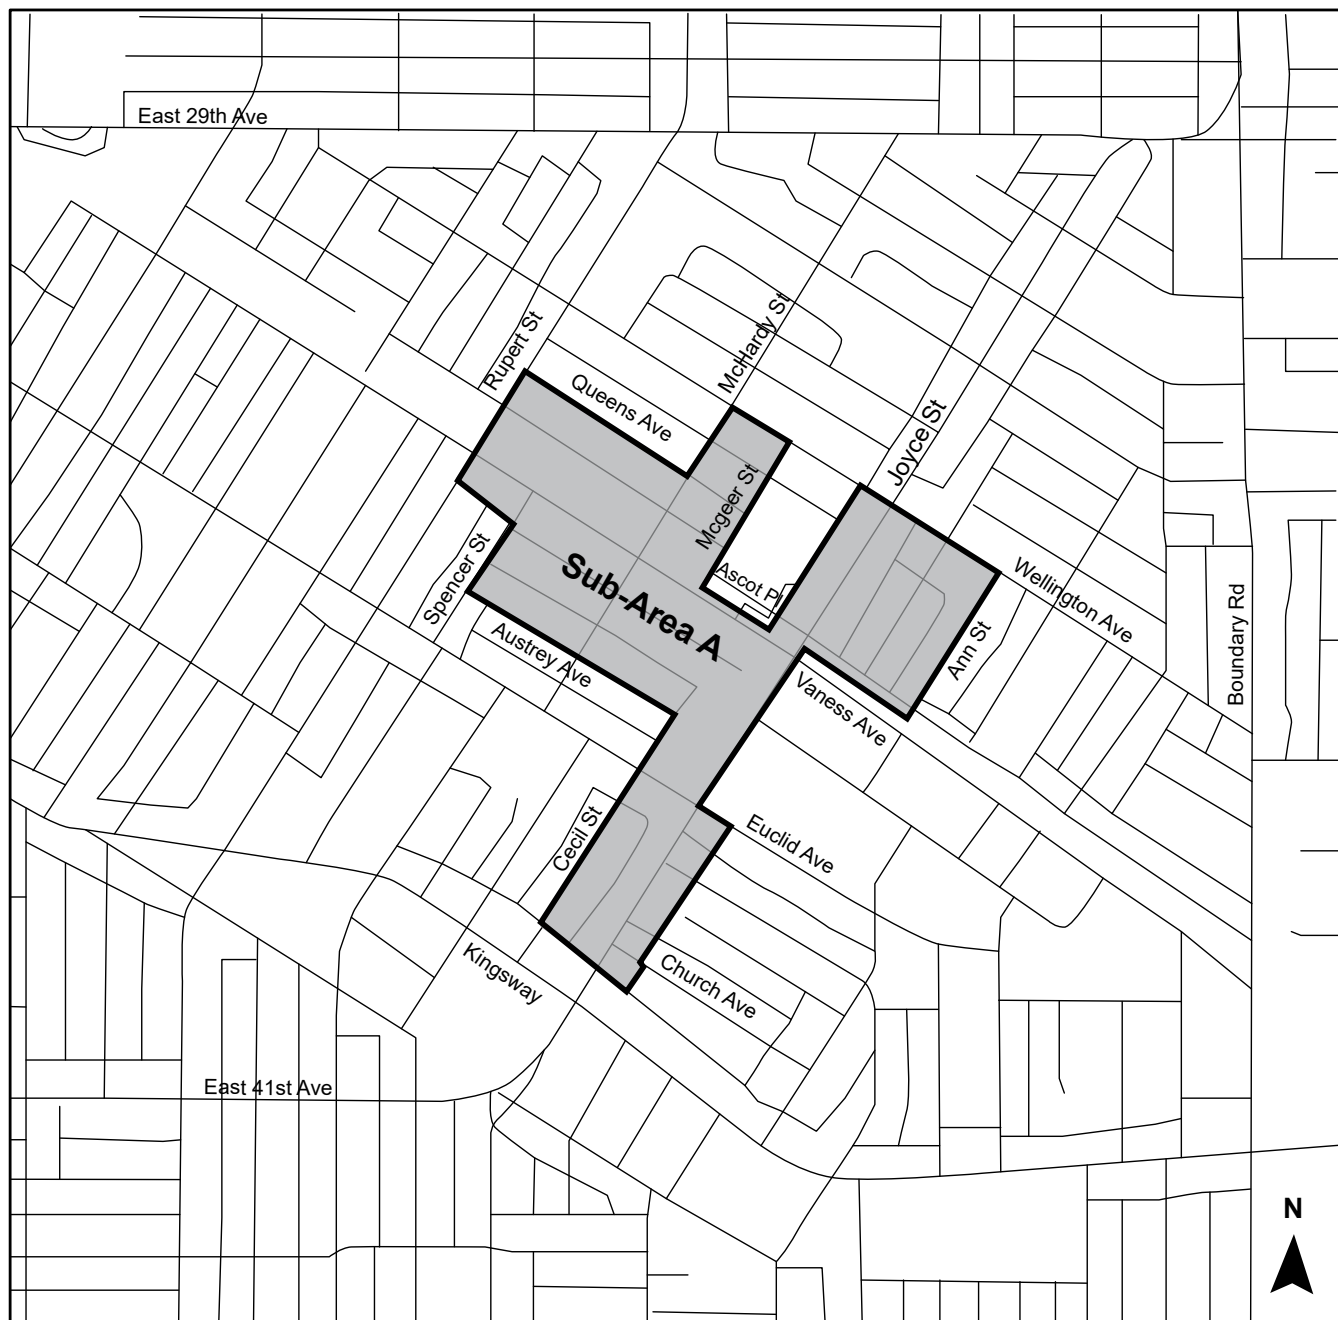 East 29th Ave
McHardy St
Rupert St
Queens Ave
Joyce St
Mcgeer St
Spencer St
Sub-Area A
Ascot Pl
Wellington Ave
Boundary Rd
Ann St
Austrey Ave
Vaness Ave
Cecil St
Euclid Ave
Kingsway
Church Ave
East 41st Ave
N